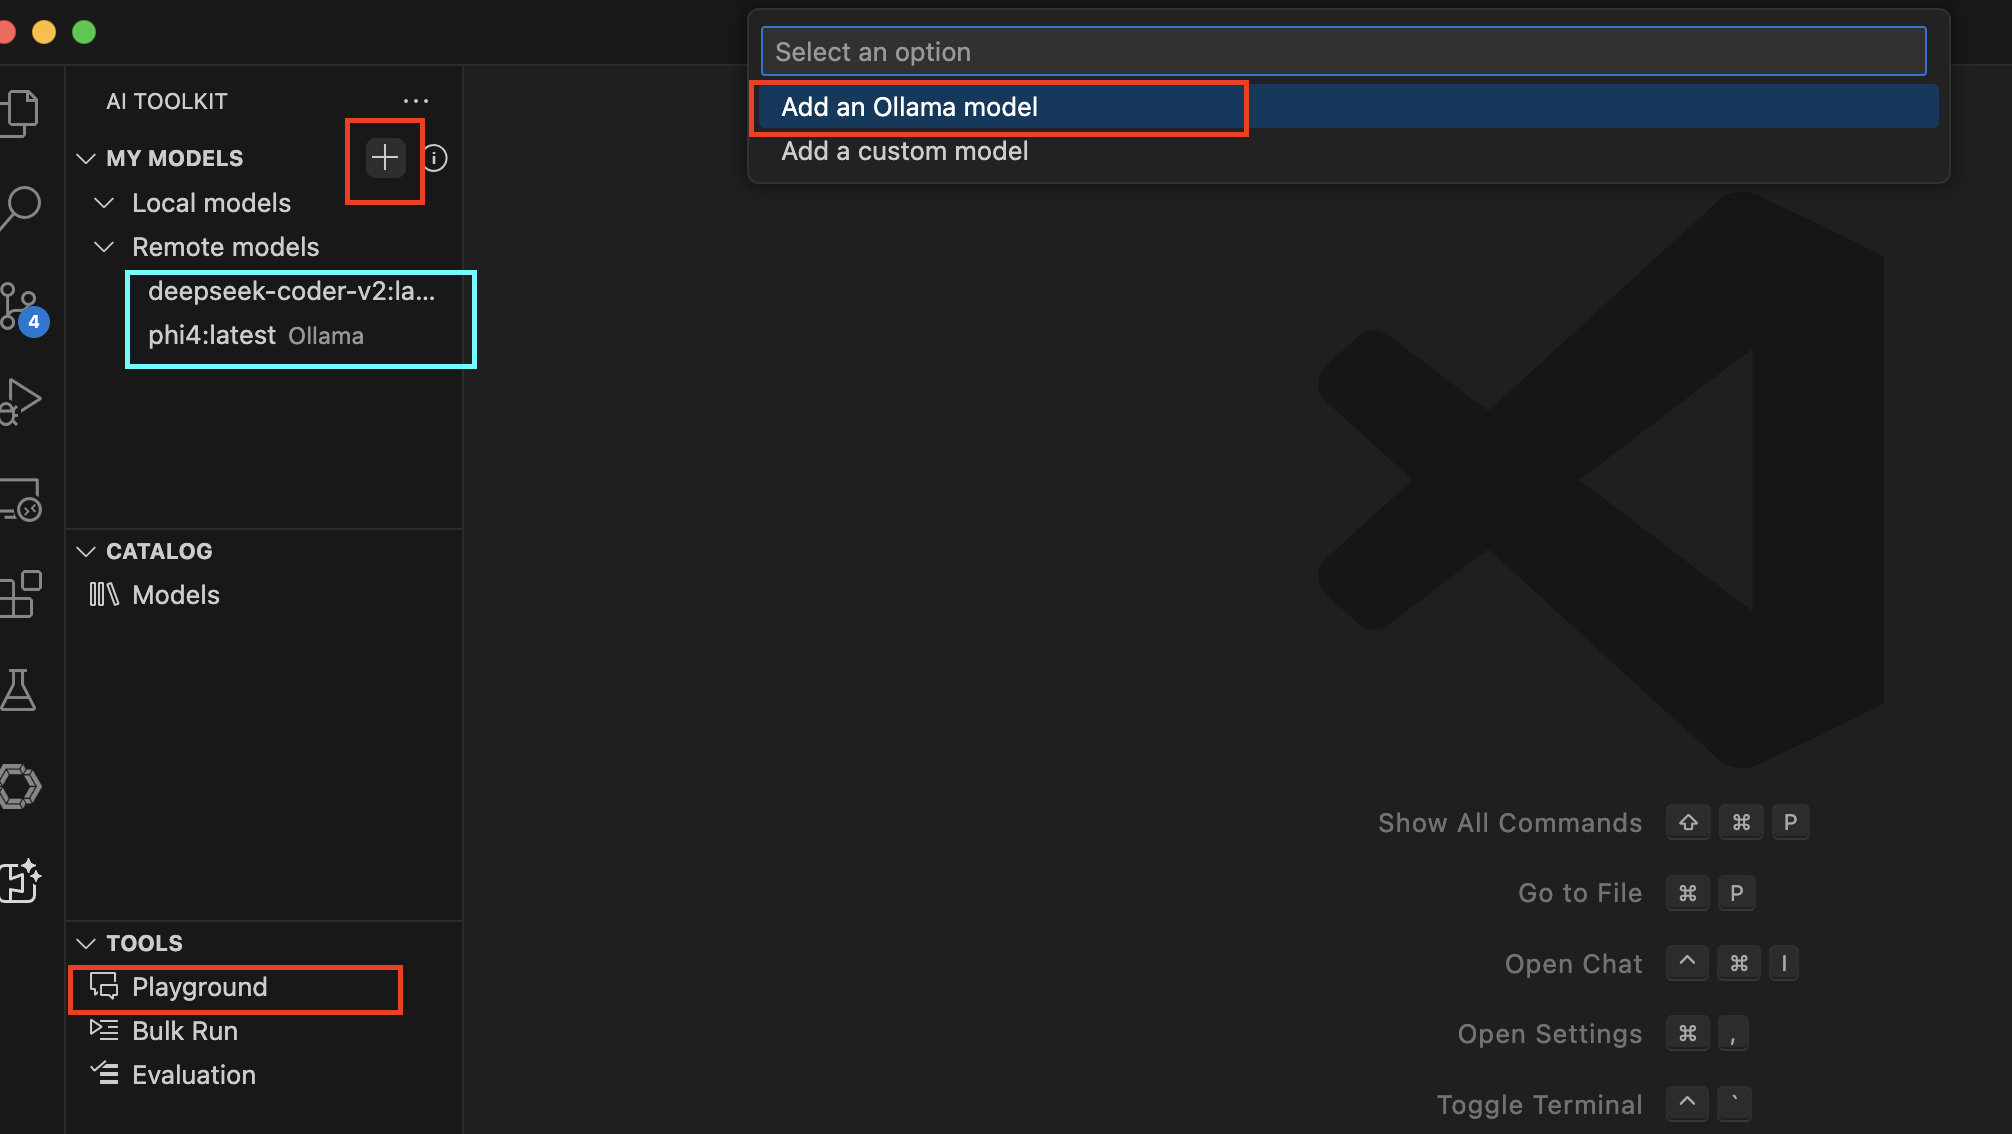 Select an option
Add an Ollama model
Add a custom model
AI TOOLKIT
MY MODELS
Local models
Remote models
deepseek-coder-v2:la...
phi4:latest Ollama
4
CATALOG
Models
TOOLS
Playground
Bulk Run
Evaluation
Show All Commands ⇧ ⌘ P
Go to File ⌘ P
Open Chat ^ ⌘ I
Open Settings ⌘ ,
Toggle Terminal ^ `